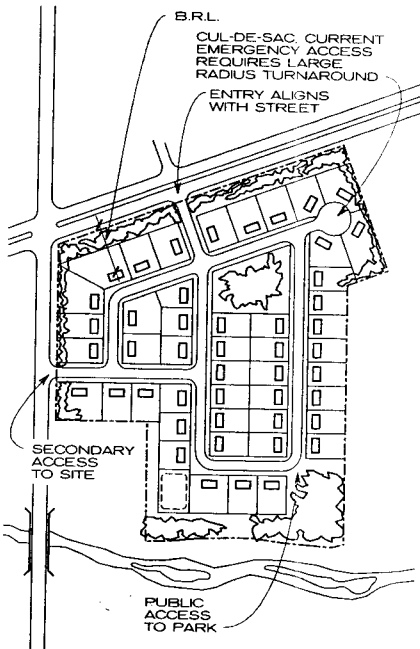 B.R.L.
CUL-DE-SAC, CURRENT
EMERGENCY ACCESS
REQUIRES LARGE
RADIUS TURNAROUND
ENTRY ALIGNS
WITH STREET
SECONDARY
ACCESS
TO SITE
PUBLIC
ACCESS
TO PARK